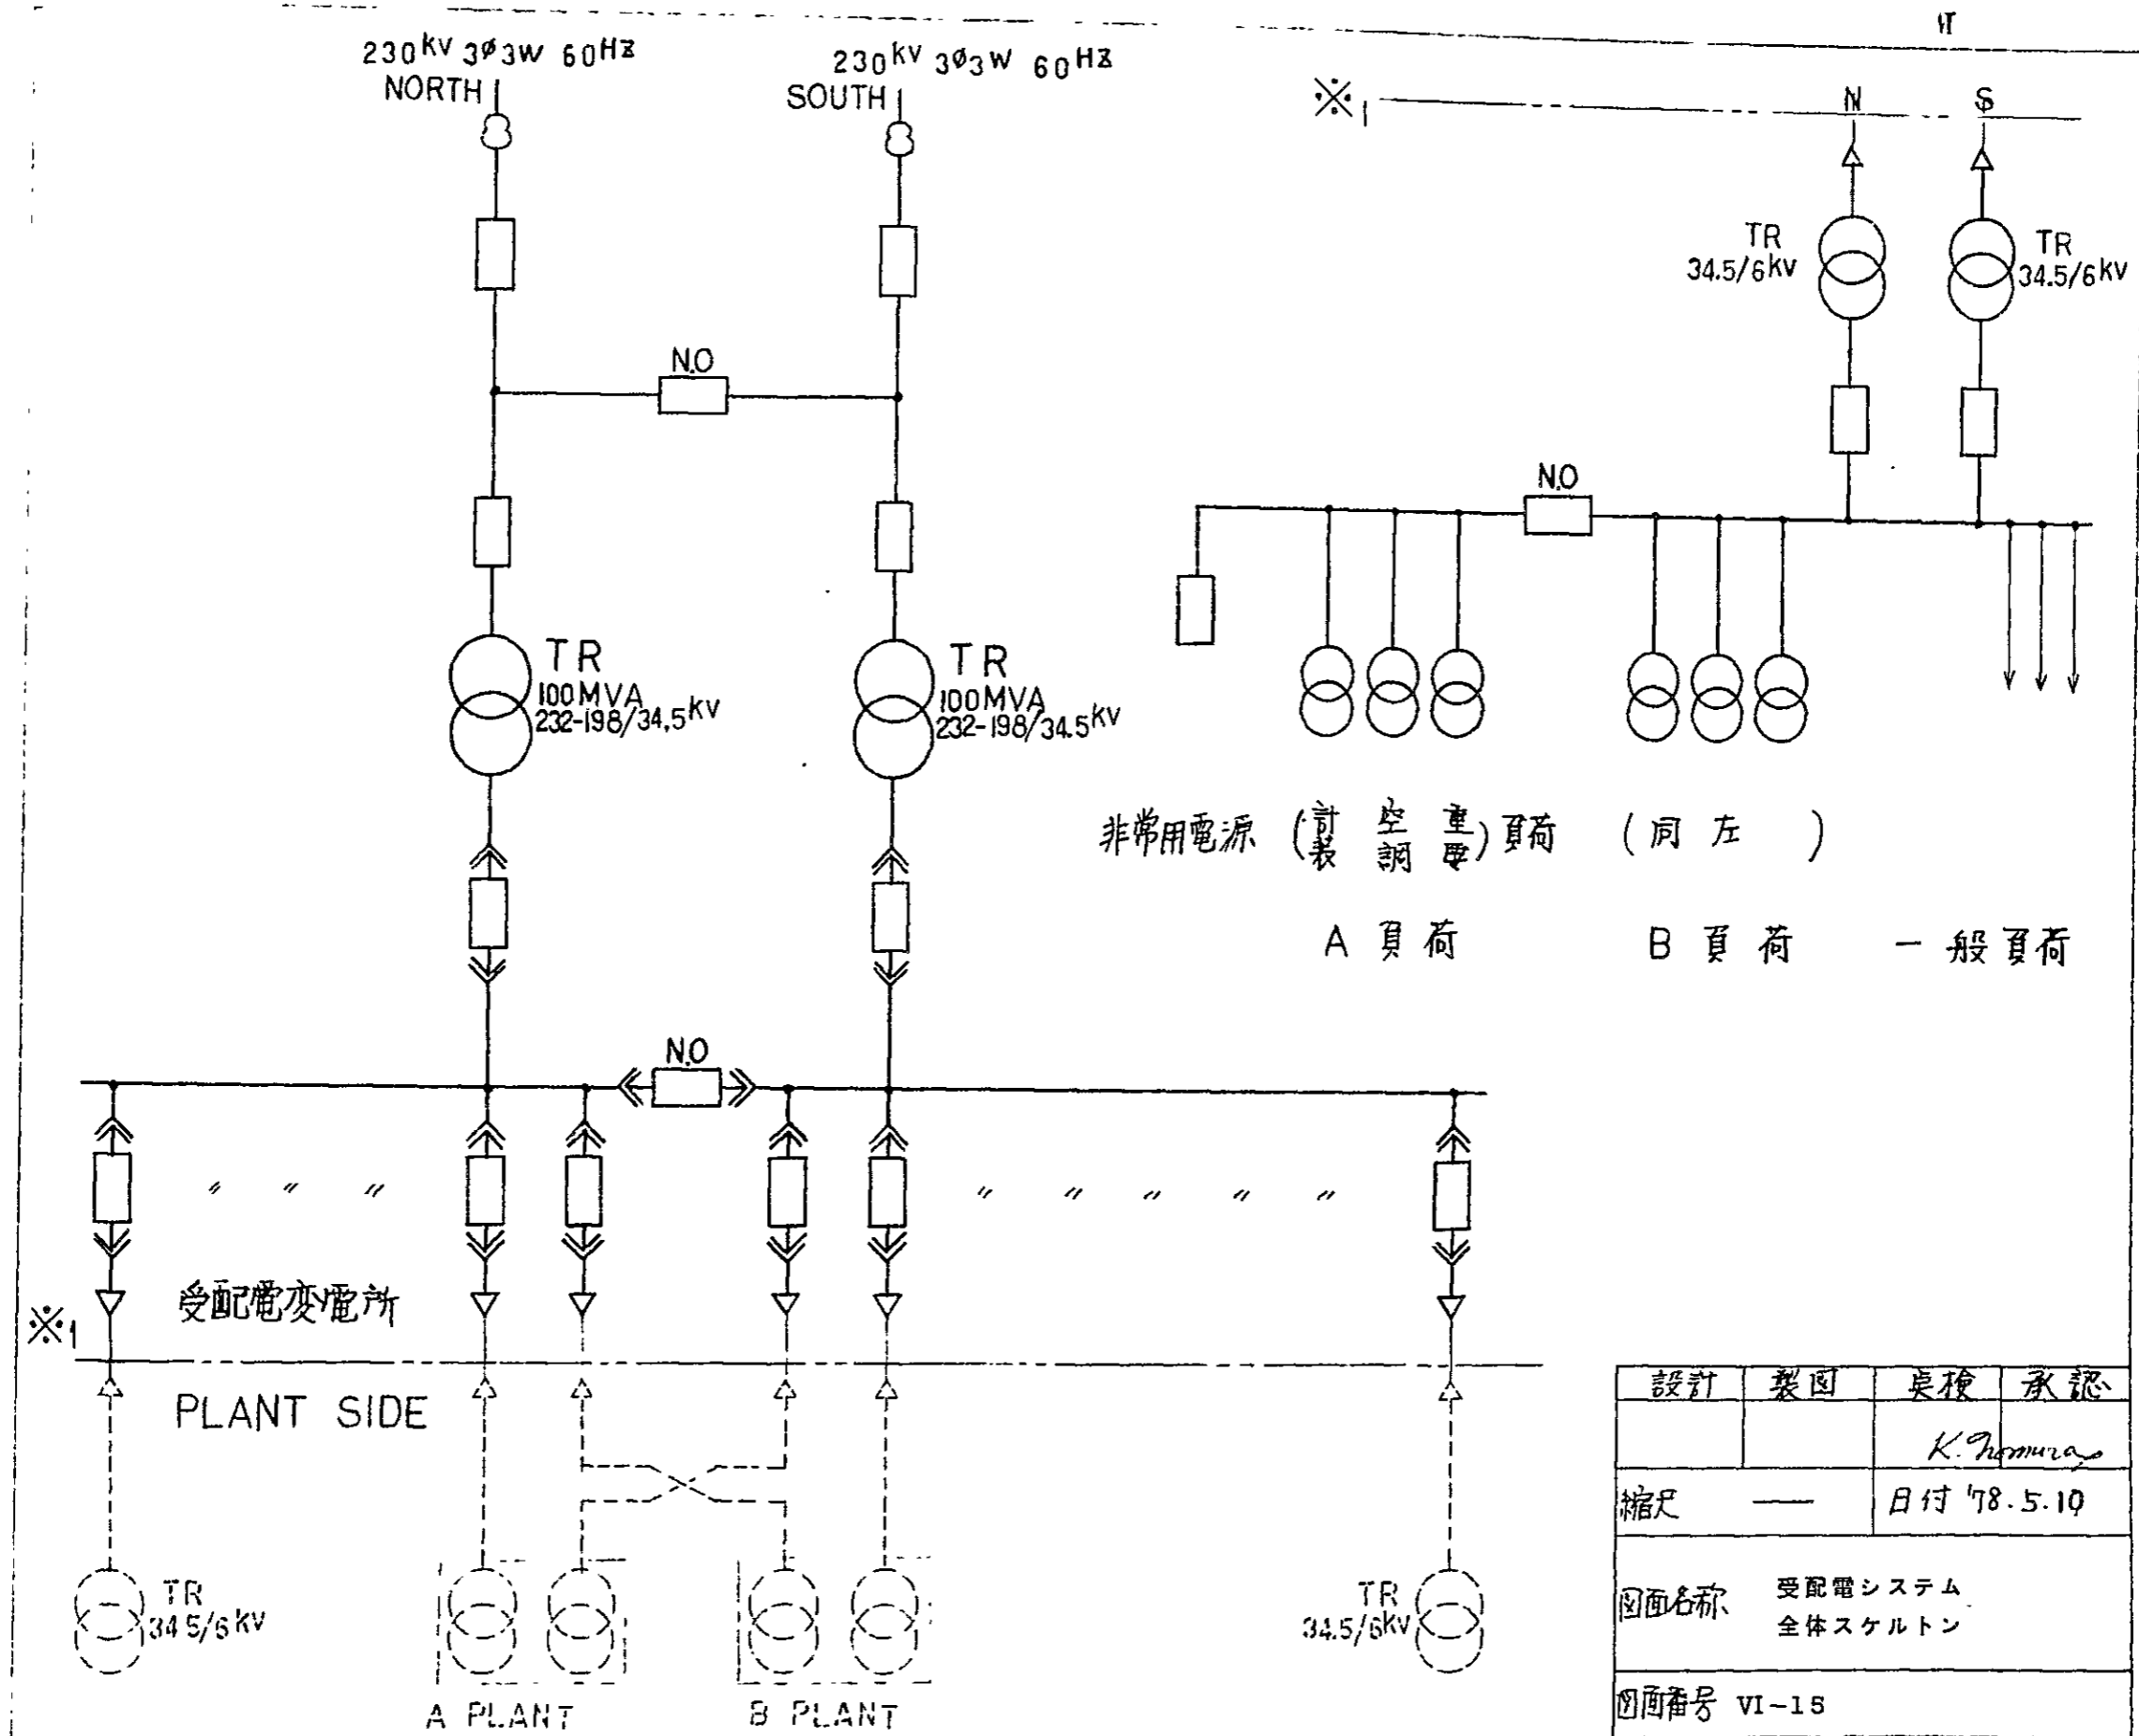 230kV 3φ3W 60Hz
NORTH
230kV 3φ3W 60Hz
SOUTH
※1
N
S
TR
34.5/6kV
TR
34.5/6kV
N.O
N.O
TR
100MVA
232-198/34,5kV
TR
100MVA
232-198/34.5kV
非常用電源 (計装 空調 重要)負荷 (同左)
A 負荷 B 負荷 一般負荷
N.O
〃 〃 〃 〃 〃 〃 〃 〃
受配電変電所
※1
PLANT SIDE
TR
34.5/6kV
TR
34.5/6kV
A PLANT
B PLANT
設計 製図 点検 承認
K. Nomura
縮尺 —— 日付 '78.5.10
図面名称 受配電システム
全体スケルトン
図面番号 VI-15